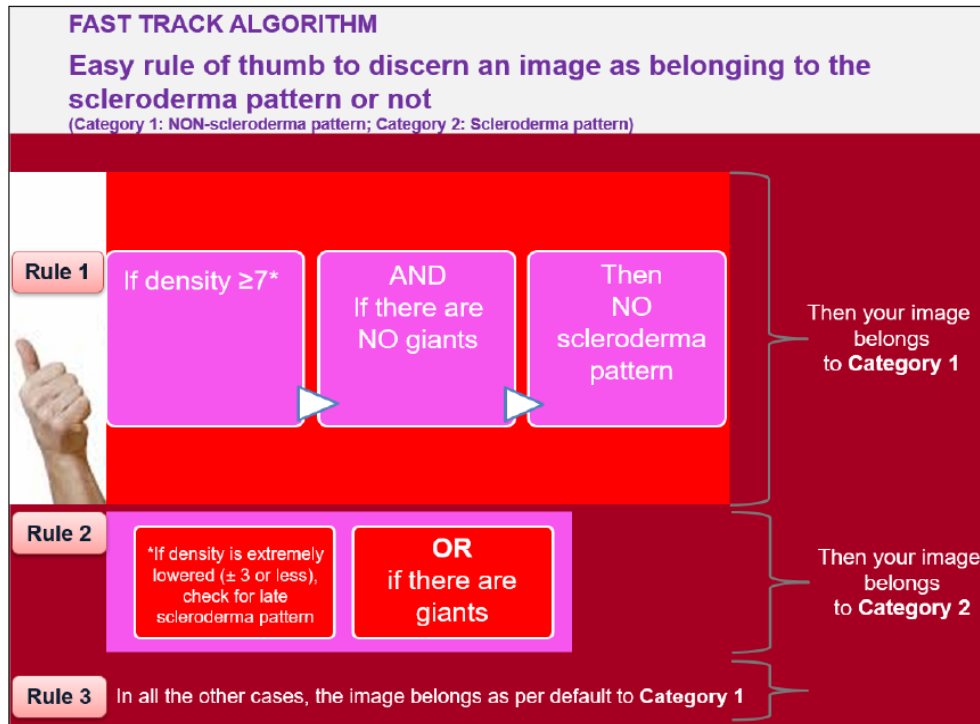 FAST TRACK ALGORITHM
Easy rule of thumb to discern an image as belonging to the
scleroderma pattern or not
(Category 1: NON-scleroderma pattern; Category 2: Scleroderma pattern)
Rule 1
If density ≥7*
AND
If there are
NO giants
Then
NO
scleroderma
pattern
Then your image
belongs
to Category 1
Rule 2
*If density is extremely
lowered (± 3 or less),
check for late
scleroderma pattern
OR
if there are
giants
Then your image
belongs
to Category 2
Rule 3
In all the other cases, the image belongs as per default to Category 1